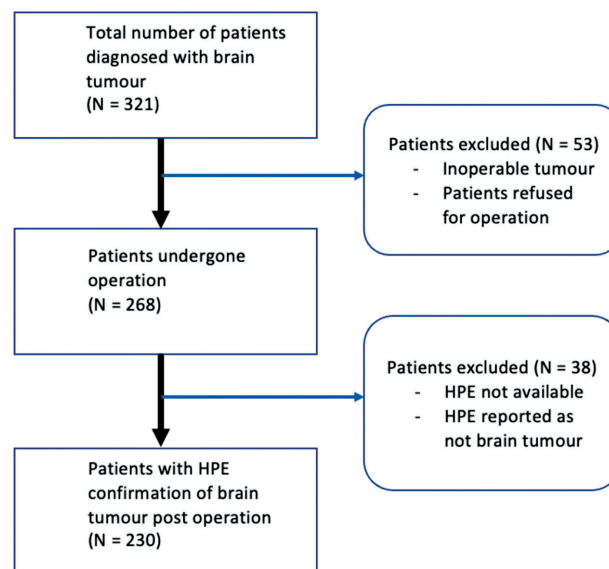 Total number of patients
diagnosed with brain
tumour
(N = 321)
Patients excluded (N = 53)
- Inoperable tumour
- Patients refused
for operation
Patients undergone
operation
(N = 268)
Patients excluded (N = 38)
- HPE not available
- HPE reported as
not brain tumour
Patients with HPE
confirmation of brain
tumour post operation
(N = 230)